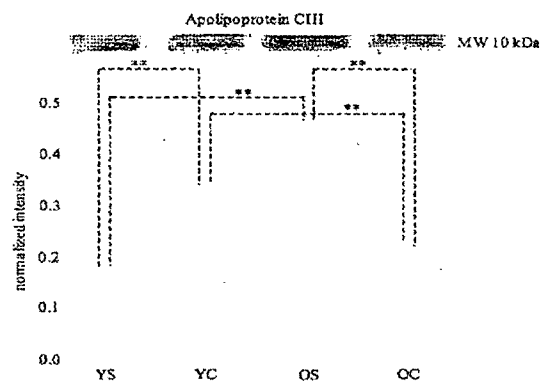 Apolipoprotein CIII
MW 10 kDa
**
**
**
**
normalized intensity
0.5
0.4
0.3
0.2
0.1
0.0
YS
YC
OS
OC